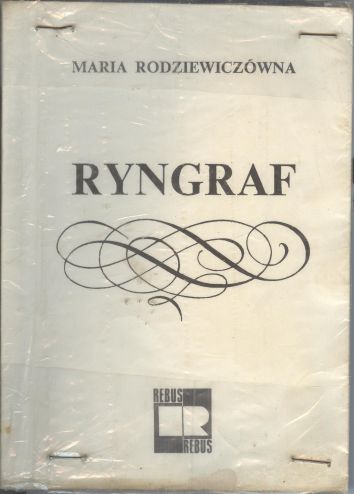 MARIA RODZIEWICZÓWNA
RYNGRAF
REBUS
R
REBUS